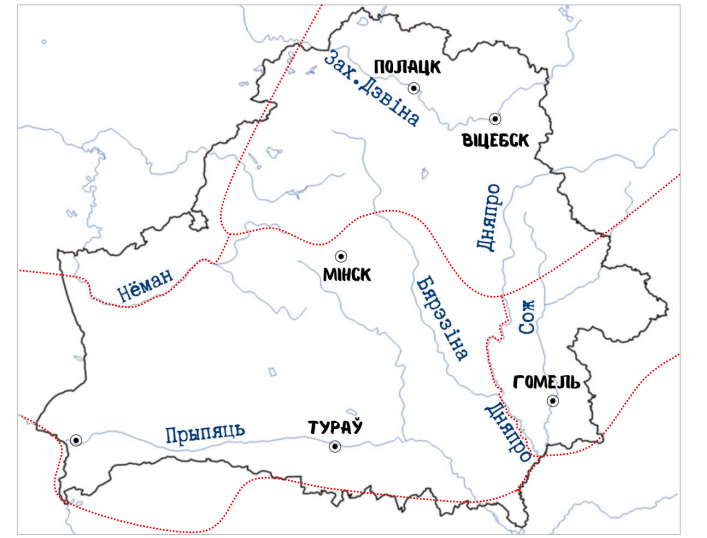 ПОЛАЦК
Зах.Дзвіна
ВІЦЕБСК
Дняпро
МІНСК
Нёман
Бярэзіна
Сож
ГОМЕЛЬ
Дняпро
ТУРАЎ
Прыпяць